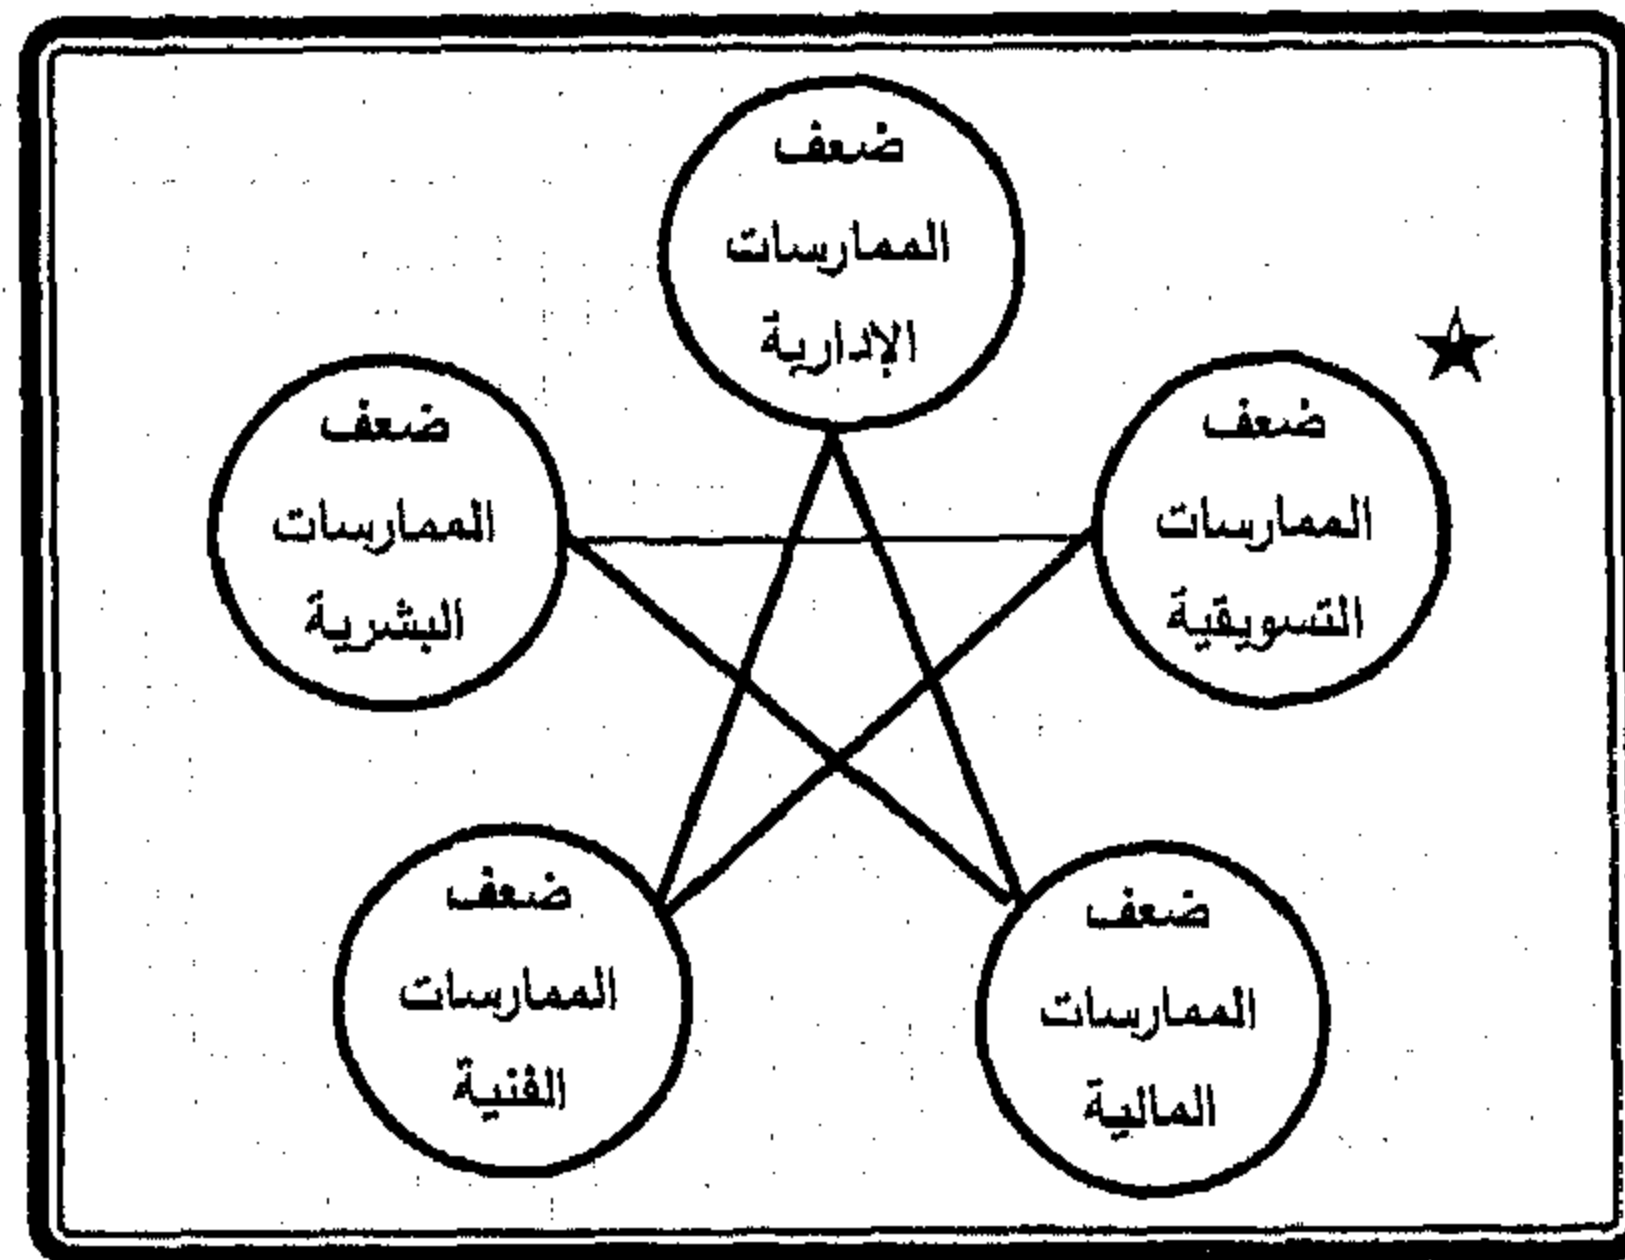 ضعف
الممارسات
الإدارية
ضعف
الممارسات
التسويقية
ضعف
الممارسات
البشرية
ضعف
الممارسات
المالية
ضعف
الممارسات
الفنية